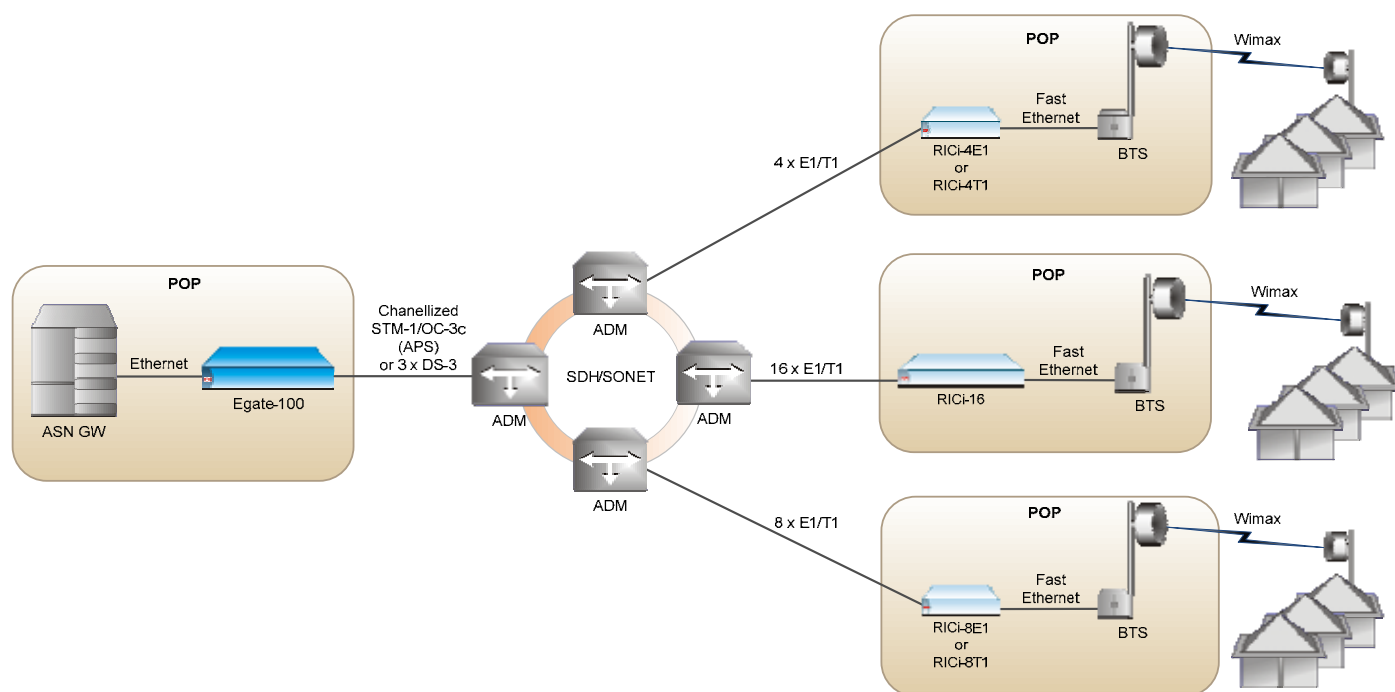 POP
ASN GW
Ethernet
Egate-100
Chanellized
STM-1/OC-3c
(APS)
or 3 x DS-3
ADM
ADM
SDH/SONET
ADM
ADM
4 x E1/T1
16 x E1/T1
8 x E1/T1
POP
RICi-4E1
or
RICi-4T1
Fast
Ethernet
BTS
Wimax
POP
RICi-16
Fast
Ethernet
BTS
Wimax
POP
RICi-8E1
or
RICi-8T1
Fast
Ethernet
BTS
Wimax